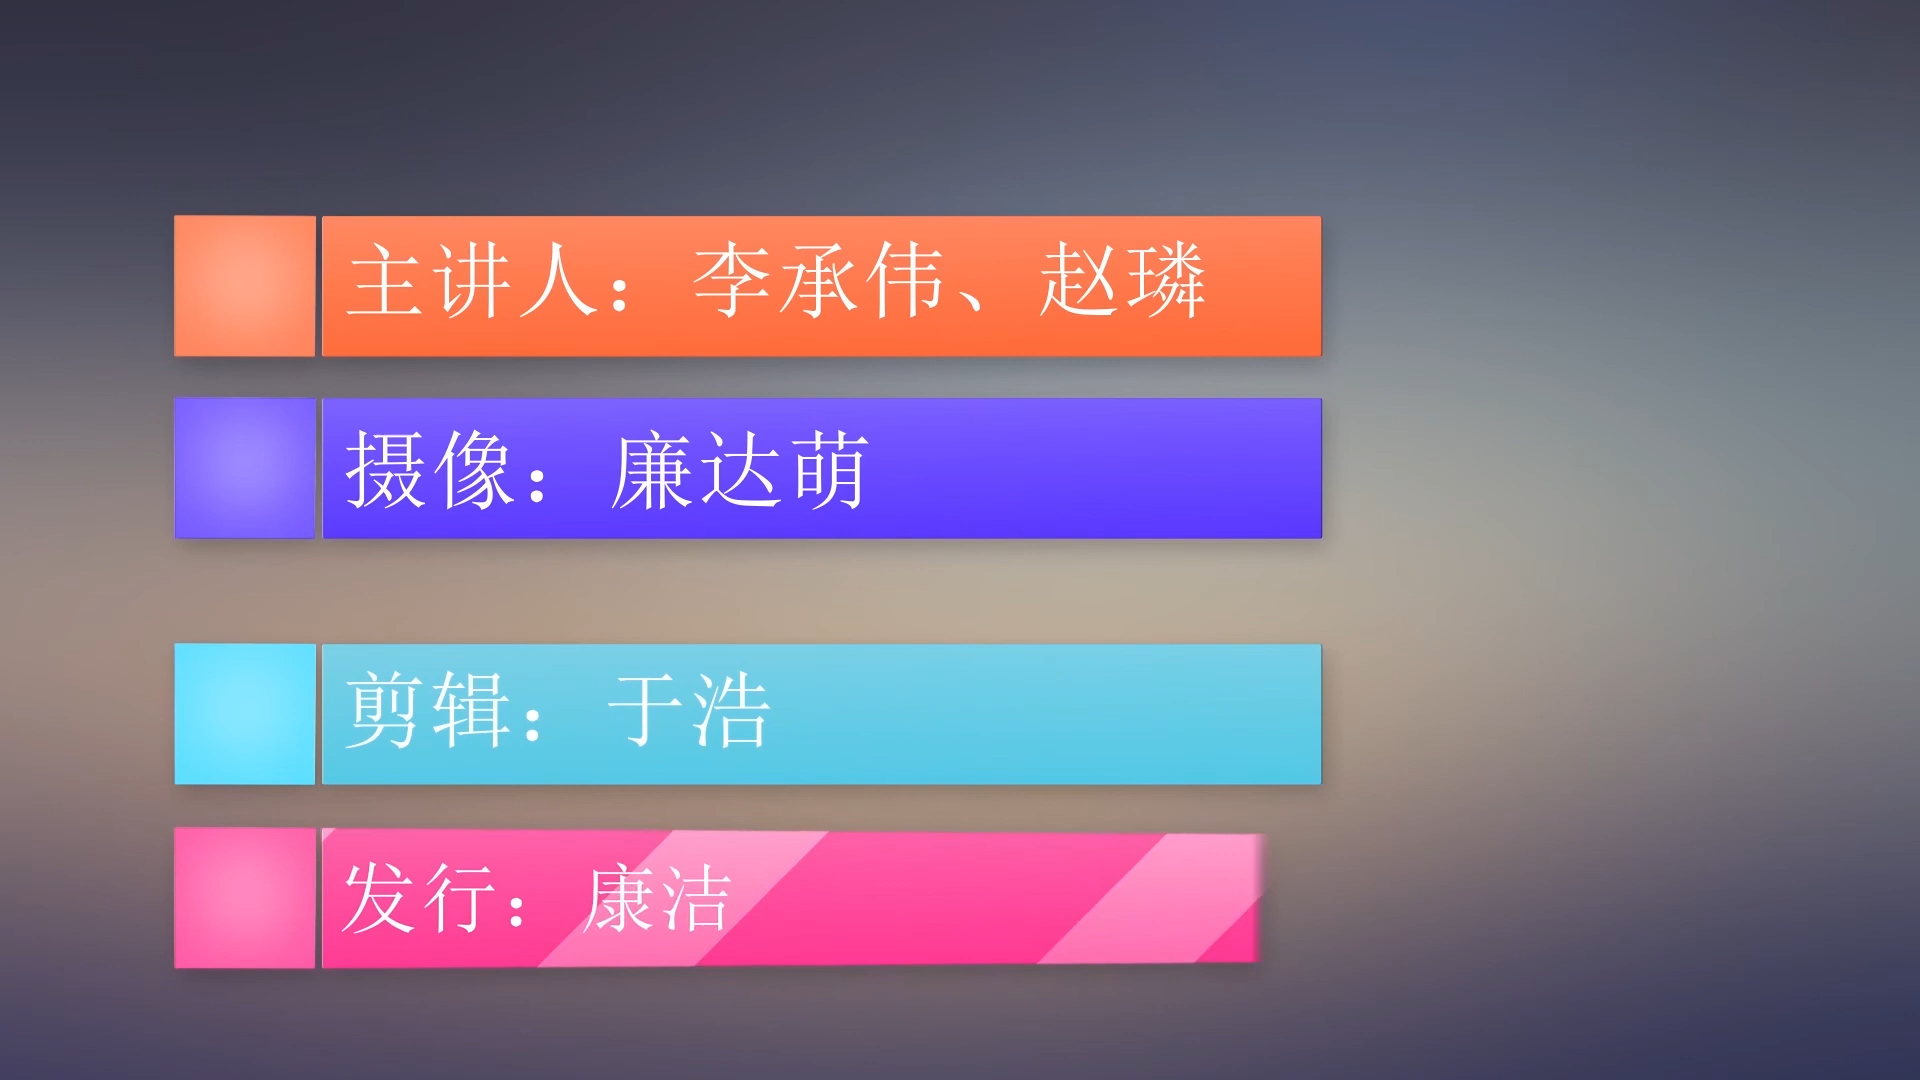 主讲人：李承伟、赵璘
摄像：廉达萌
剪辑：于浩
发行：康洁